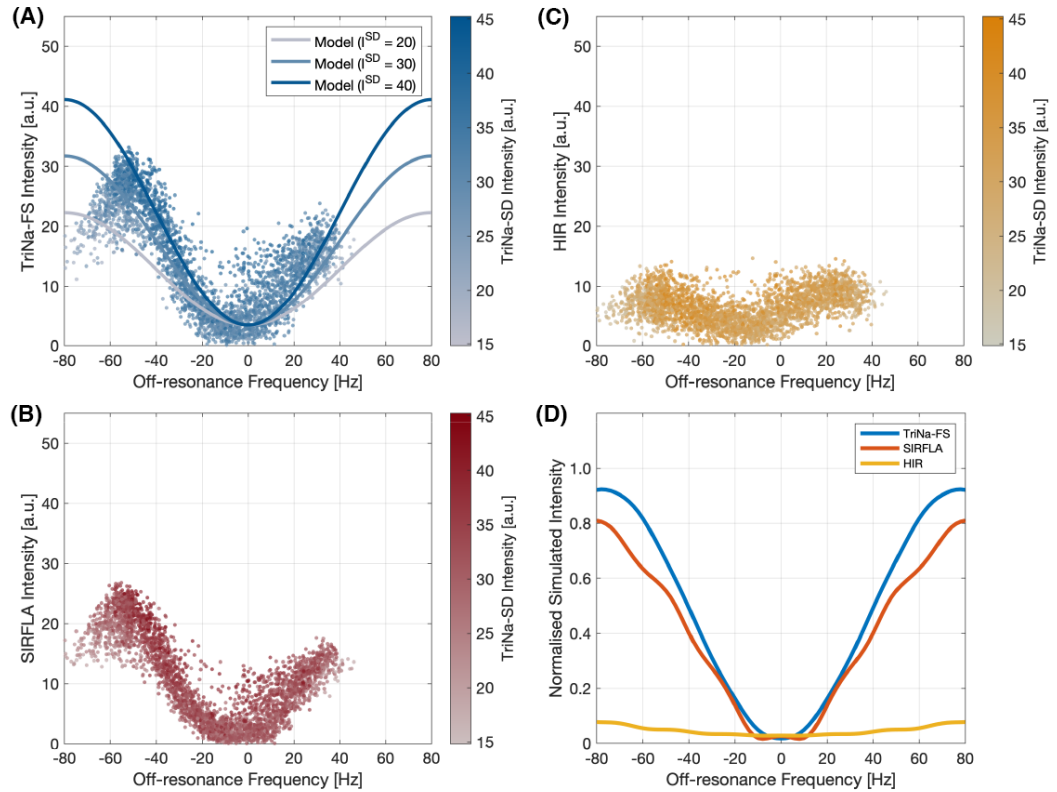 (A)
TriNa-FS Intensity [a.u.]
50
40
30
20
10
0
-80 -60 -40 -20 0 20 40 60 80
Off-resonance Frequency [Hz]
Model (I^SD = 20)
Model (I^SD = 30)
Model (I^SD = 40)
45
40
35
30
25
20
15
TriNa-SD Intensity [a.u.]
(C)
HIR Intensity [a.u.]
50
40
30
20
10
0
-80 -60 -40 -20 0 20 40 60 80
Off-resonance Frequency [Hz]
45
40
35
30
25
20
15
TriNa-SD Intensity [a.u.]
(B)
SIRFLA Intensity [a.u.]
50
40
30
20
10
0
-80 -60 -40 -20 0 20 40 60 80
Off-resonance Frequency [Hz]
45
40
35
30
25
20
15
TriNa-SD Intensity [a.u.]
(D)
Normalised Simulated Intensity
1.0
0.8
0.6
0.4
0.2
0
-80 -60 -40 -20 0 20 40 60 80
Off-resonance Frequency [Hz]
TriNa-FS
SIRFLA
HIR